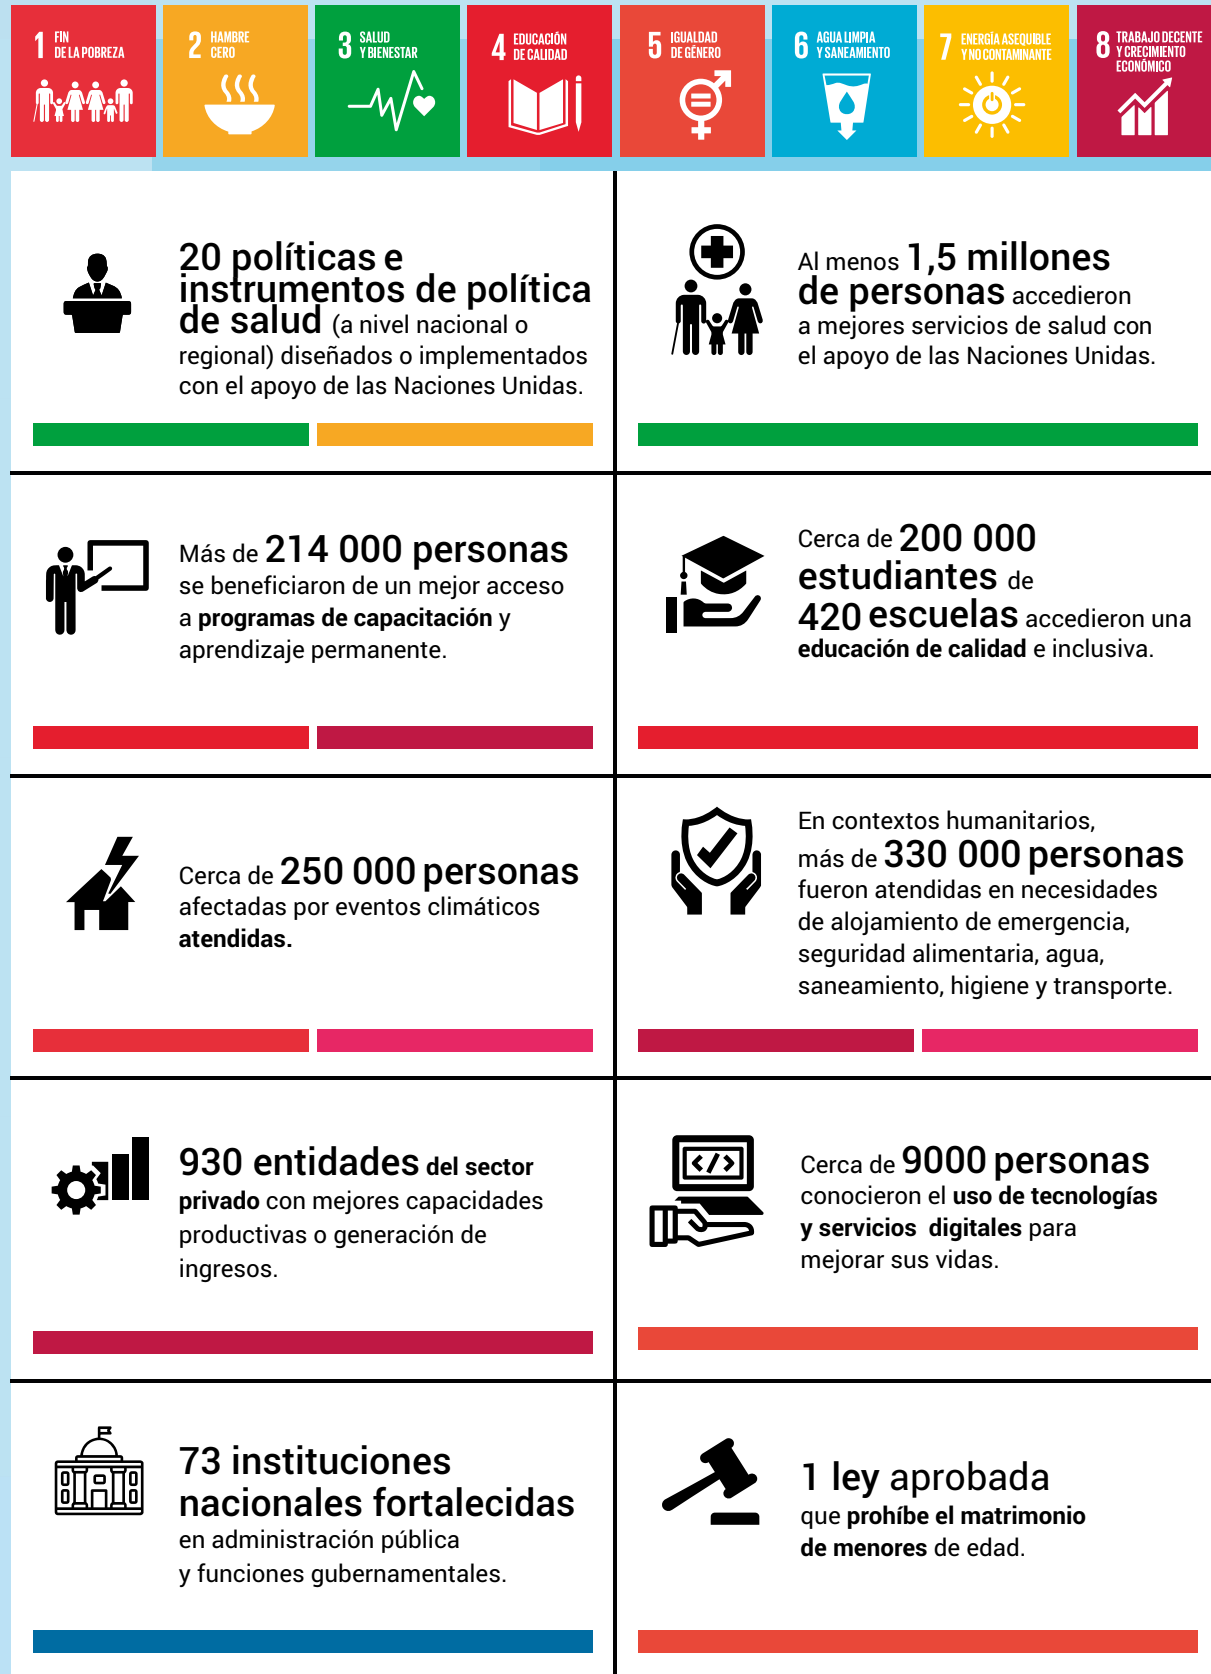 1 FIN
DE LA POBREZA
2 HAMBRE
CERO
3 SALUD
Y BIENESTAR
4 EDUCACIÓN
DE CALIDAD
5 IGUALDAD
DE GÉNERO
6 AGUA LIMPIA
Y SANEAMIENTO
7 ENERGÍA ASEQUIBLE
Y NO CONTAMINANTE
8 TRABAJO DECENTE
Y CRECIMIENTO
ECONÓMICO
20 políticas e
instrumentos de política
de salud (a nivel nacional o
regional) diseñados o implementados
con el apoyo de las Naciones Unidas.
Al menos 1,5 millones
de personas accedieron
a mejores servicios de salud con
el apoyo de las Naciones Unidas.
Más de 214 000 personas
se beneficiaron de un mejor acceso
a programas de capacitación y
aprendizaje permanente.
Cerca de 200 000
estudiantes de
420 escuelas accedieron una
educación de calidad e inclusiva.
Cerca de 250 000 personas
afectadas por eventos climáticos
atendidas.
En contextos humanitarios,
más de 330 000 personas
fueron atendidas en necesidades
de alojamiento de emergencia,
seguridad alimentaria, agua,
saneamiento, higiene y transporte.
930 entidades del sector
privado con mejores capacidades
productivas o generación de
ingresos.
</>
Cerca de 9000 personas
conocieron el uso de tecnologías
y servicios digitales para
mejorar sus vidas.
73 instituciones
nacionales fortalecidas
en administración pública
y funciones gubernamentales.
1 ley aprobada
que prohíbe el matrimonio
de menores de edad.